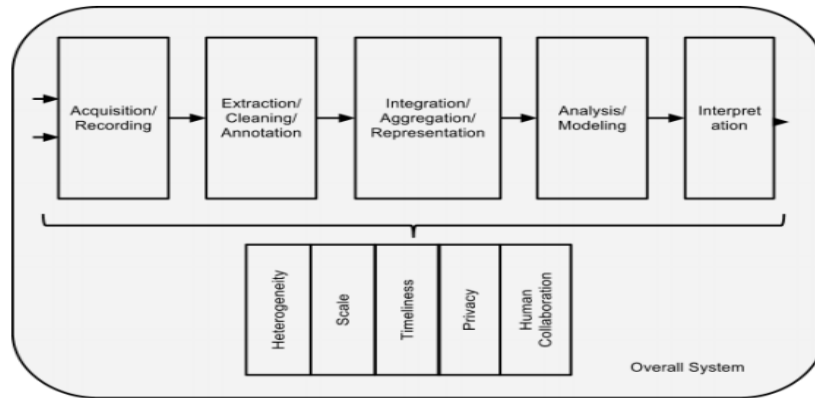 Acquisition/
Recording
Extraction/
Cleaning/
Annotation
Integration/
Aggregation/
Representation
Analysis/
Modeling
Interpret
ation
Heterogeneity
Scale
Timeliness
Privacy
Human
Collaboration
Overall System